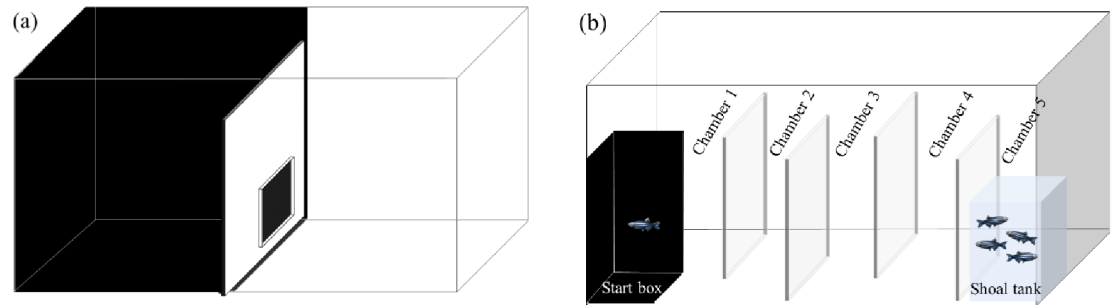 (a)
(b)
Chamber 1
Chamber 2
Chamber 3
Chamber 4
Chamber 5
Start box
Shoal tank